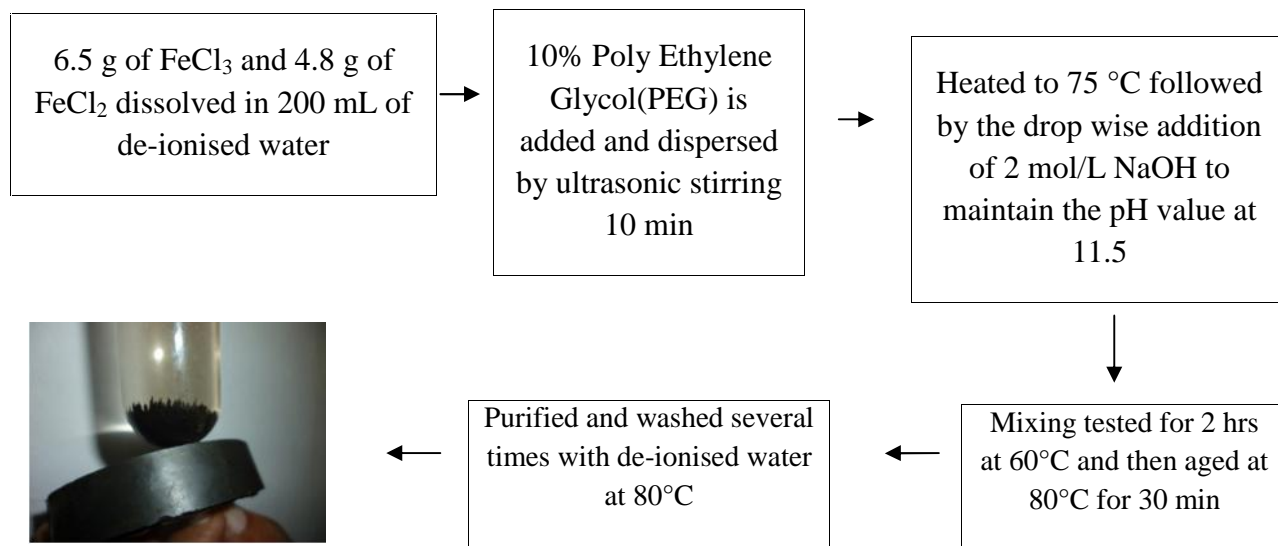 6.5 g of FeCl₃ and 4.8 g of
FeCl₂ dissolved in 200 mL of
de-ionised water
10% Poly Ethylene
Glycol(PEG) is
added and dispersed
by ultrasonic stirring
10 min
Heated to 75 °C followed
by the drop wise addition
of 2 mol/L NaOH to
maintain the pH value at
11.5
Mixing tested for 2 hrs
at 60°C and then aged at
80°C for 30 min
Purified and washed several
times with de-ionised water
at 80°C